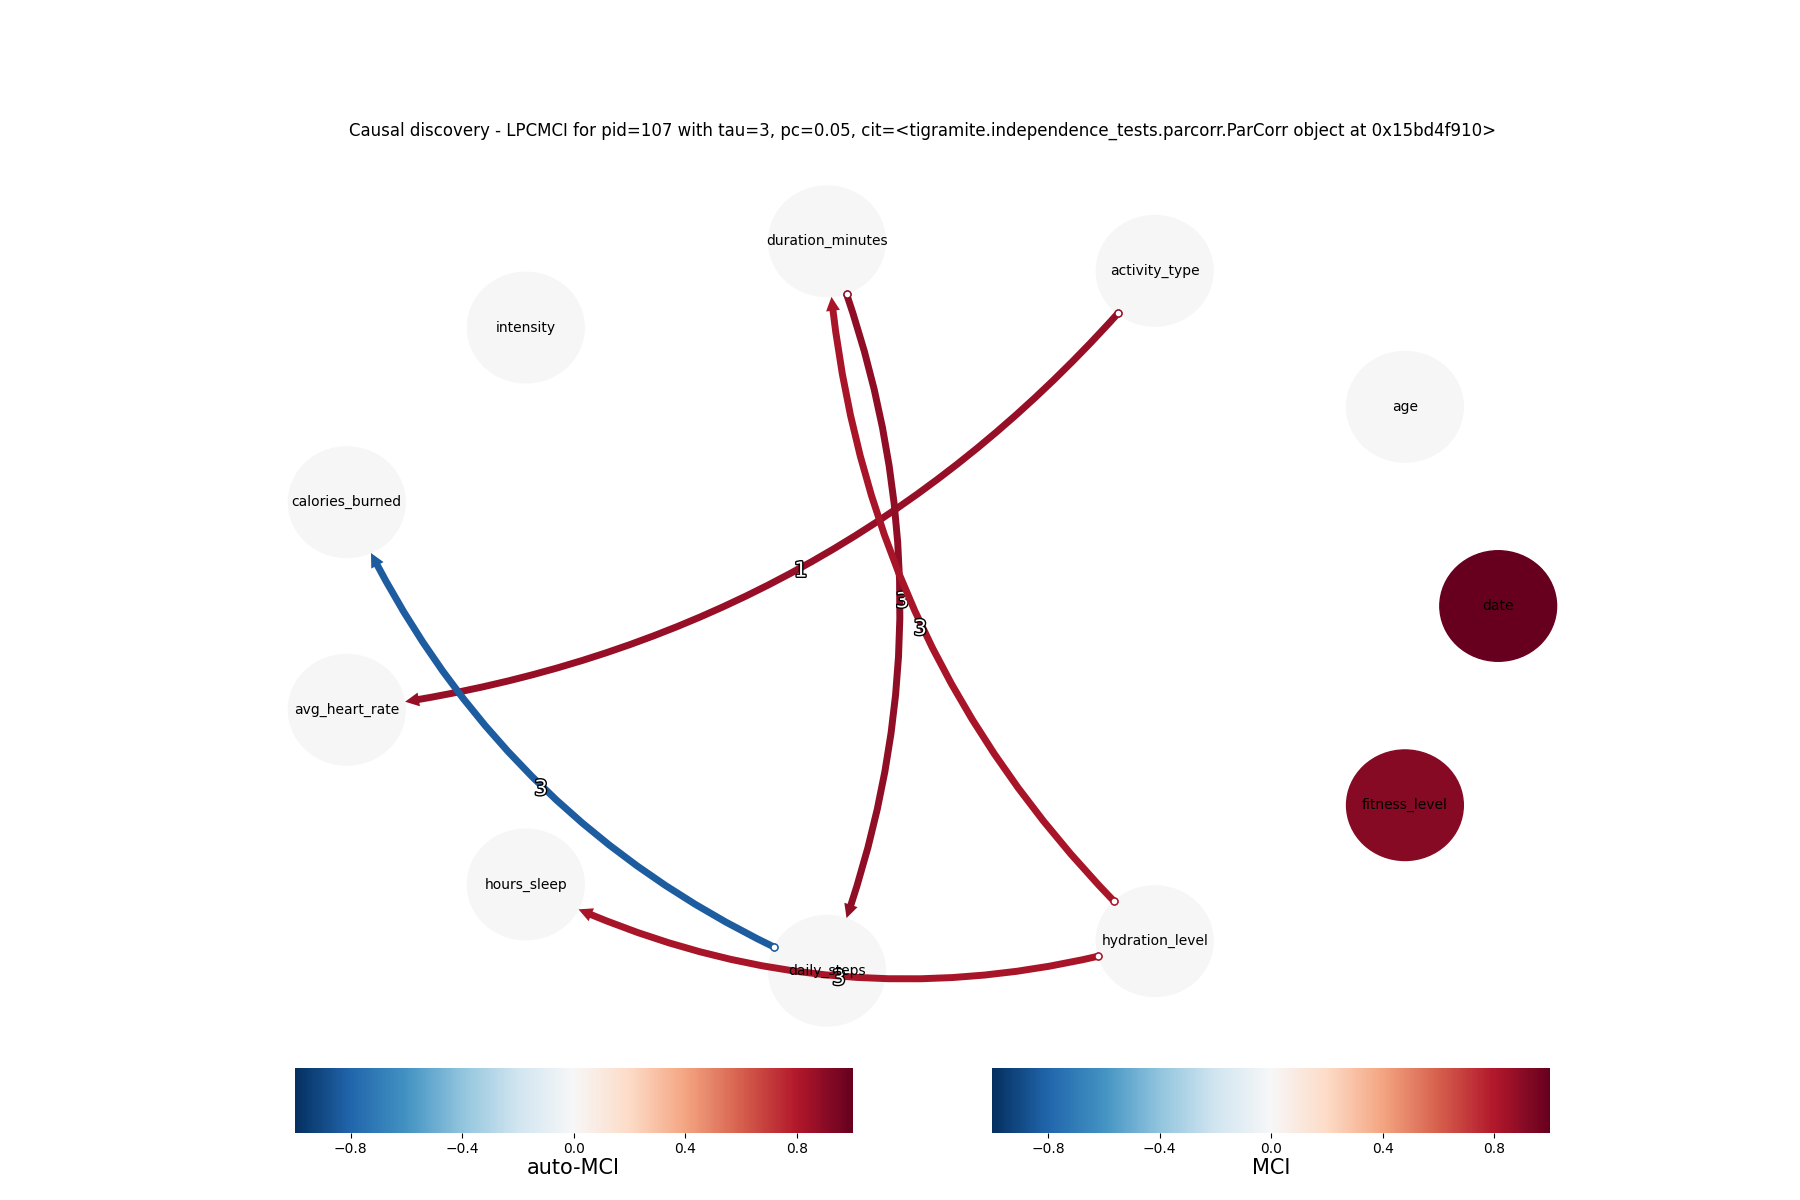 Causal discovery - LPCMCI for pid=107 with tau=3, pc=0.05, cit=<tigramite.independence_tests.parcorr.ParCorr object at 0x15bd4f910>
duration_minutes
activity_type
intensity
age
calories_burned
1
date
3
3
avg_heart_rate
3
fitness_level
hours_sleep
hydration_level
daily_steps
3
−0.8 −0.4 0.0 0.4 0.8
auto-MCI
−0.8 −0.4 0.0 0.4 0.8
MCI